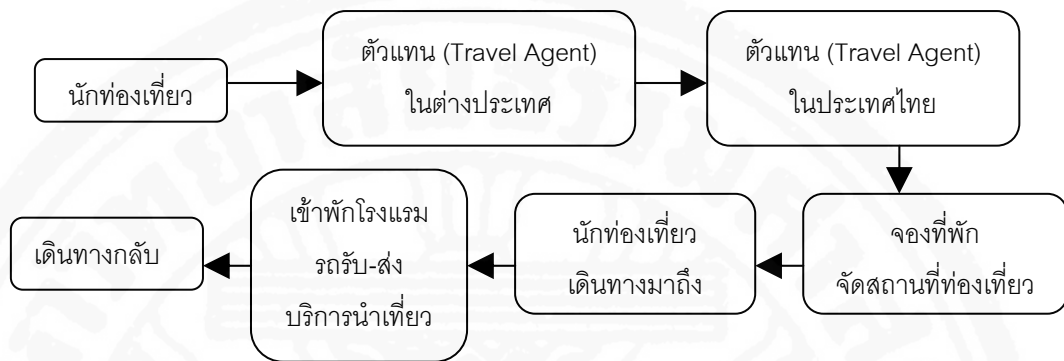 นักท่องเที่ยว
ตัวแทน (Travel Agent)
ในต่างประเทศ
ตัวแทน (Travel Agent)
ในประเทศไทย
จองที่พัก
จัดสถานที่ท่องเที่ยว
นักท่องเที่ยว
เดินทางมาถึง
เข้าพักโรงแรม
รถรับ-ส่ง
บริการนำเที่ยว
เดินทางกลับ